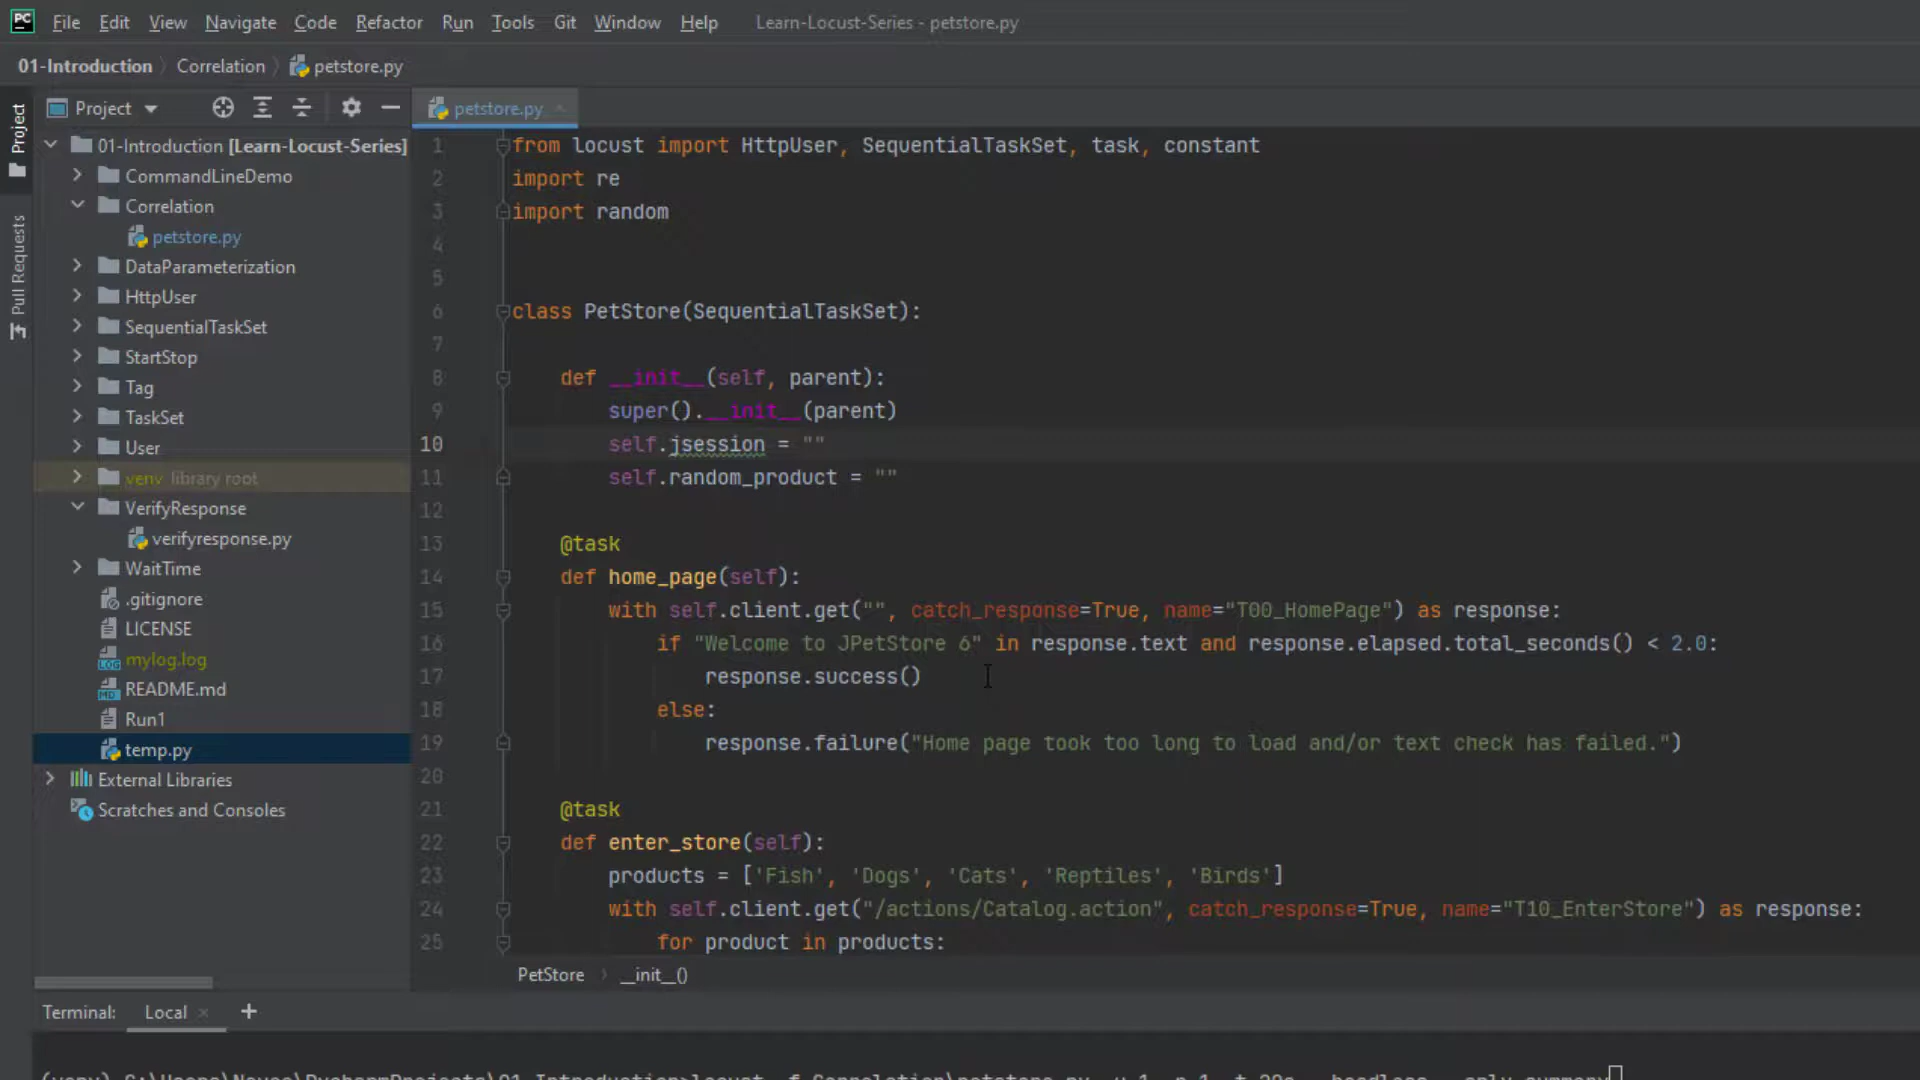 PC File Edit View Navigate Code Refactor Run Tools Git Window Help Learn-Locust-Series - petstore.py
01-Introduction Correlation petstore.py
Project
Pull Requests
Project
01-Introduction [Learn-Locust-Series]
CommandLineDemo
Correlation
petstore.py
DataParameterization
HttpUser
SequentialTaskSet
StartStop
Tag
TaskSet
User
venv library root
VerifyResponse
verifyresponse.py
WaitTime
.gitignore
LICENSE
LOG mylog.log
MD README.md
Run1
temp.py
External Libraries
Scratches and Consoles
petstore.py
1 from locust import HttpUser, SequentialTaskSet, task, constant
2 import re
3 import random
4
5
6 class PetStore(SequentialTaskSet):
7
8 def __init__(self, parent):
9 super().__init__(parent)
10 self.jsession = ""
11 self.random_product = ""
12
13 @task
14 def home_page(self):
15 with self.client.get("", catch_response=True, name="T00_HomePage") as response:
16 if "Welcome to JPetStore 6" in response.text and response.elapsed.total_seconds() < 2.0:
17 response.success()
18 else:
19 response.failure("Home page took too long to load and/or text check has failed.")
20
21 @task
22 def enter_store(self):
23 products = ['Fish', 'Dogs', 'Cats', 'Reptiles', 'Birds']
24 with self.client.get("/actions/Catalog.action", catch_response=True, name="T10_EnterStore") as response:
25 for product in products:
PetStore __init__()
Terminal: Local